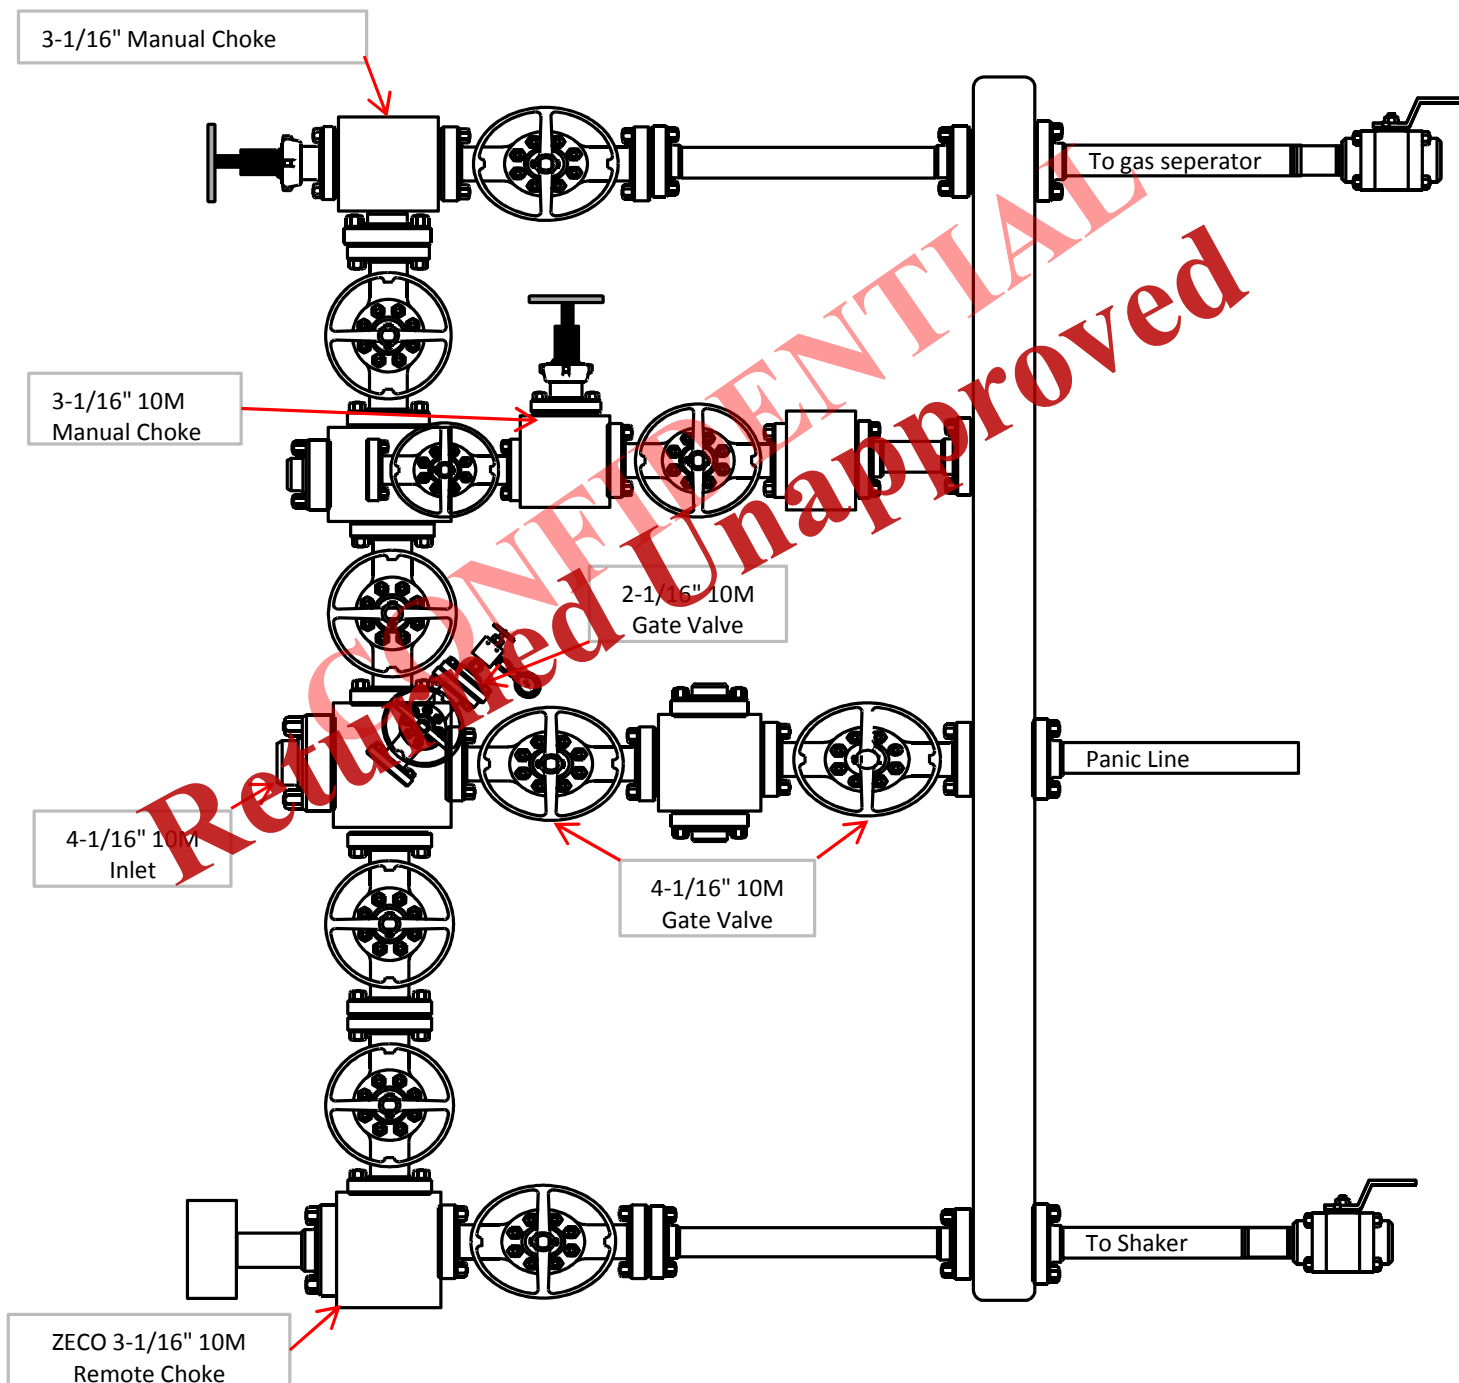 3-1/16" Manual Choke
To gas seperator
3-1/16" 10M
Manual Choke
CONFIDENTIAL
Returned Unapproved
2-1/16" 10M
Gate Valve
Panic Line
4-1/16" 10M
Inlet
4-1/16" 10M
Gate Valve
To Shaker
ZECO 3-1/16" 10M
Remote Choke